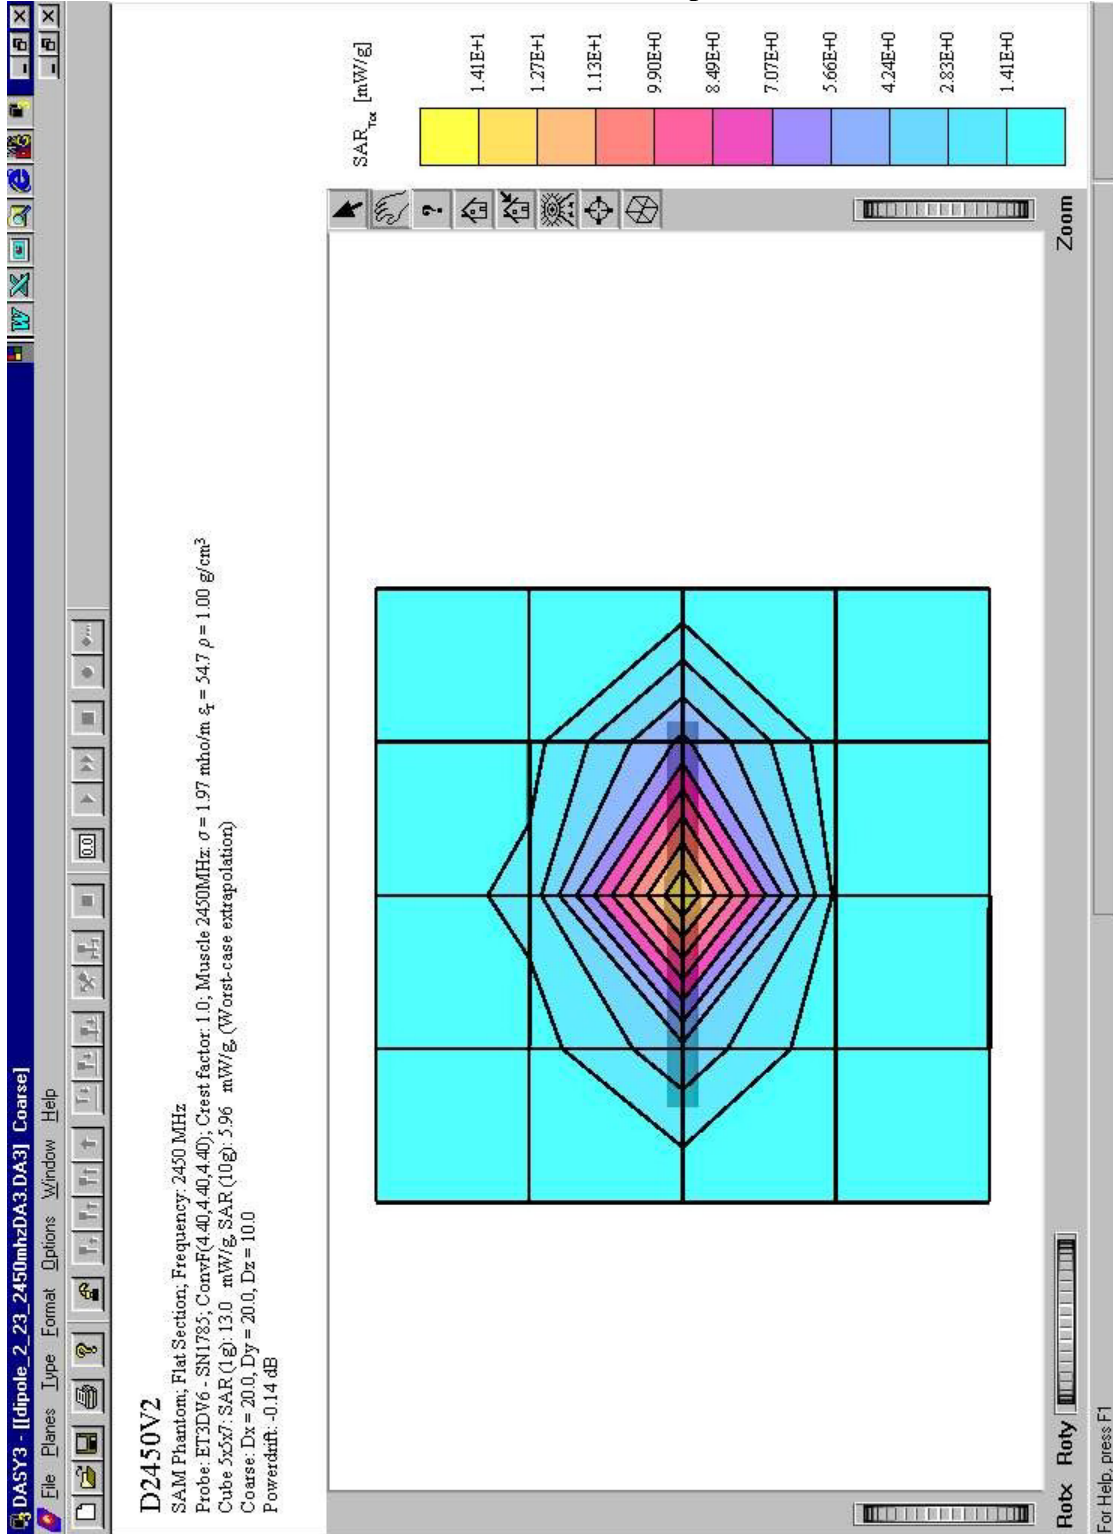 DASY3 - [[dipole_2_23_2450mhzDA3.DA3] Coarse]
File Planes Type Format Options Window Help
0.0
D2450V2
SAM Phantom; Flat Section; Frequency: 2450 MHz
Probe: ET3DV6 - SN1785; ConvF(4.40,4.40,4.40); Crest factor: 1.0; Muscle 2450MHz: σ = 1.97 mho/m εr = 54.7 ρ = 1.00 g/cm³
Cube 5x5x7: SAR (1g): 13.0 mW/g, SAR (10g): 5.96 mW/g, (Worst-case extrapolation)
Coarse: Dx = 20.0, Dy = 20.0, Dz = 10.0
Powerdrift: -0.14 dB
SAR Tot [mW/g]
1.41E+1
1.27E+1
1.13E+1
9.90E+0
8.49E+0
7.07E+0
5.66E+0
4.24E+0
2.83E+0
1.41E+0
Rotx Roty Zoom
For Help, press F1